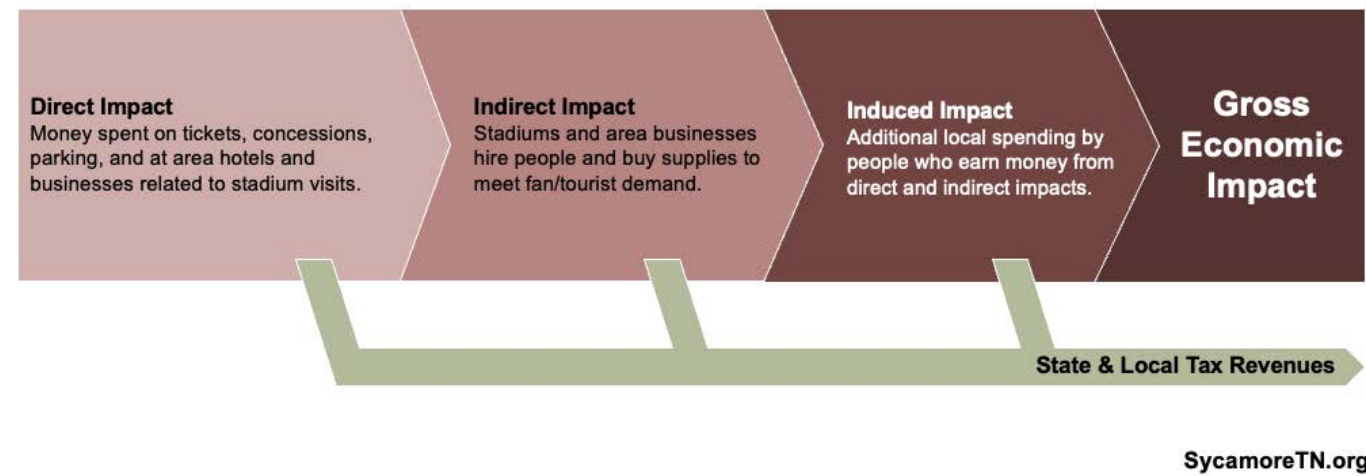 Direct Impact
Money spent on tickets, concessions,
parking, and at area hotels and
businesses related to stadium visits.
Indirect Impact
Stadiums and area businesses
hire people and buy supplies to
meet fan/tourist demand.
Induced Impact
Additional local spending by
people who earn money from
direct and indirect impacts.
Gross
Economic
Impact
State & Local Tax Revenues
SycamoreTN.org